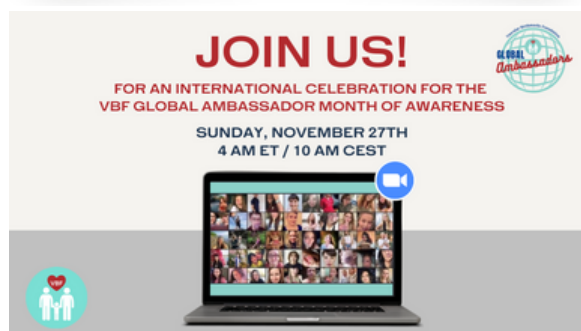 JOIN US!
GLOBAL
Ambassadors
FOR AN INTERNATIONAL CELEBRATION FOR THE
VBF GLOBAL AMBASSADOR MONTH OF AWARENESS
SUNDAY, NOVEMBER 27TH
4 AM ET / 10 AM CEST
VBF